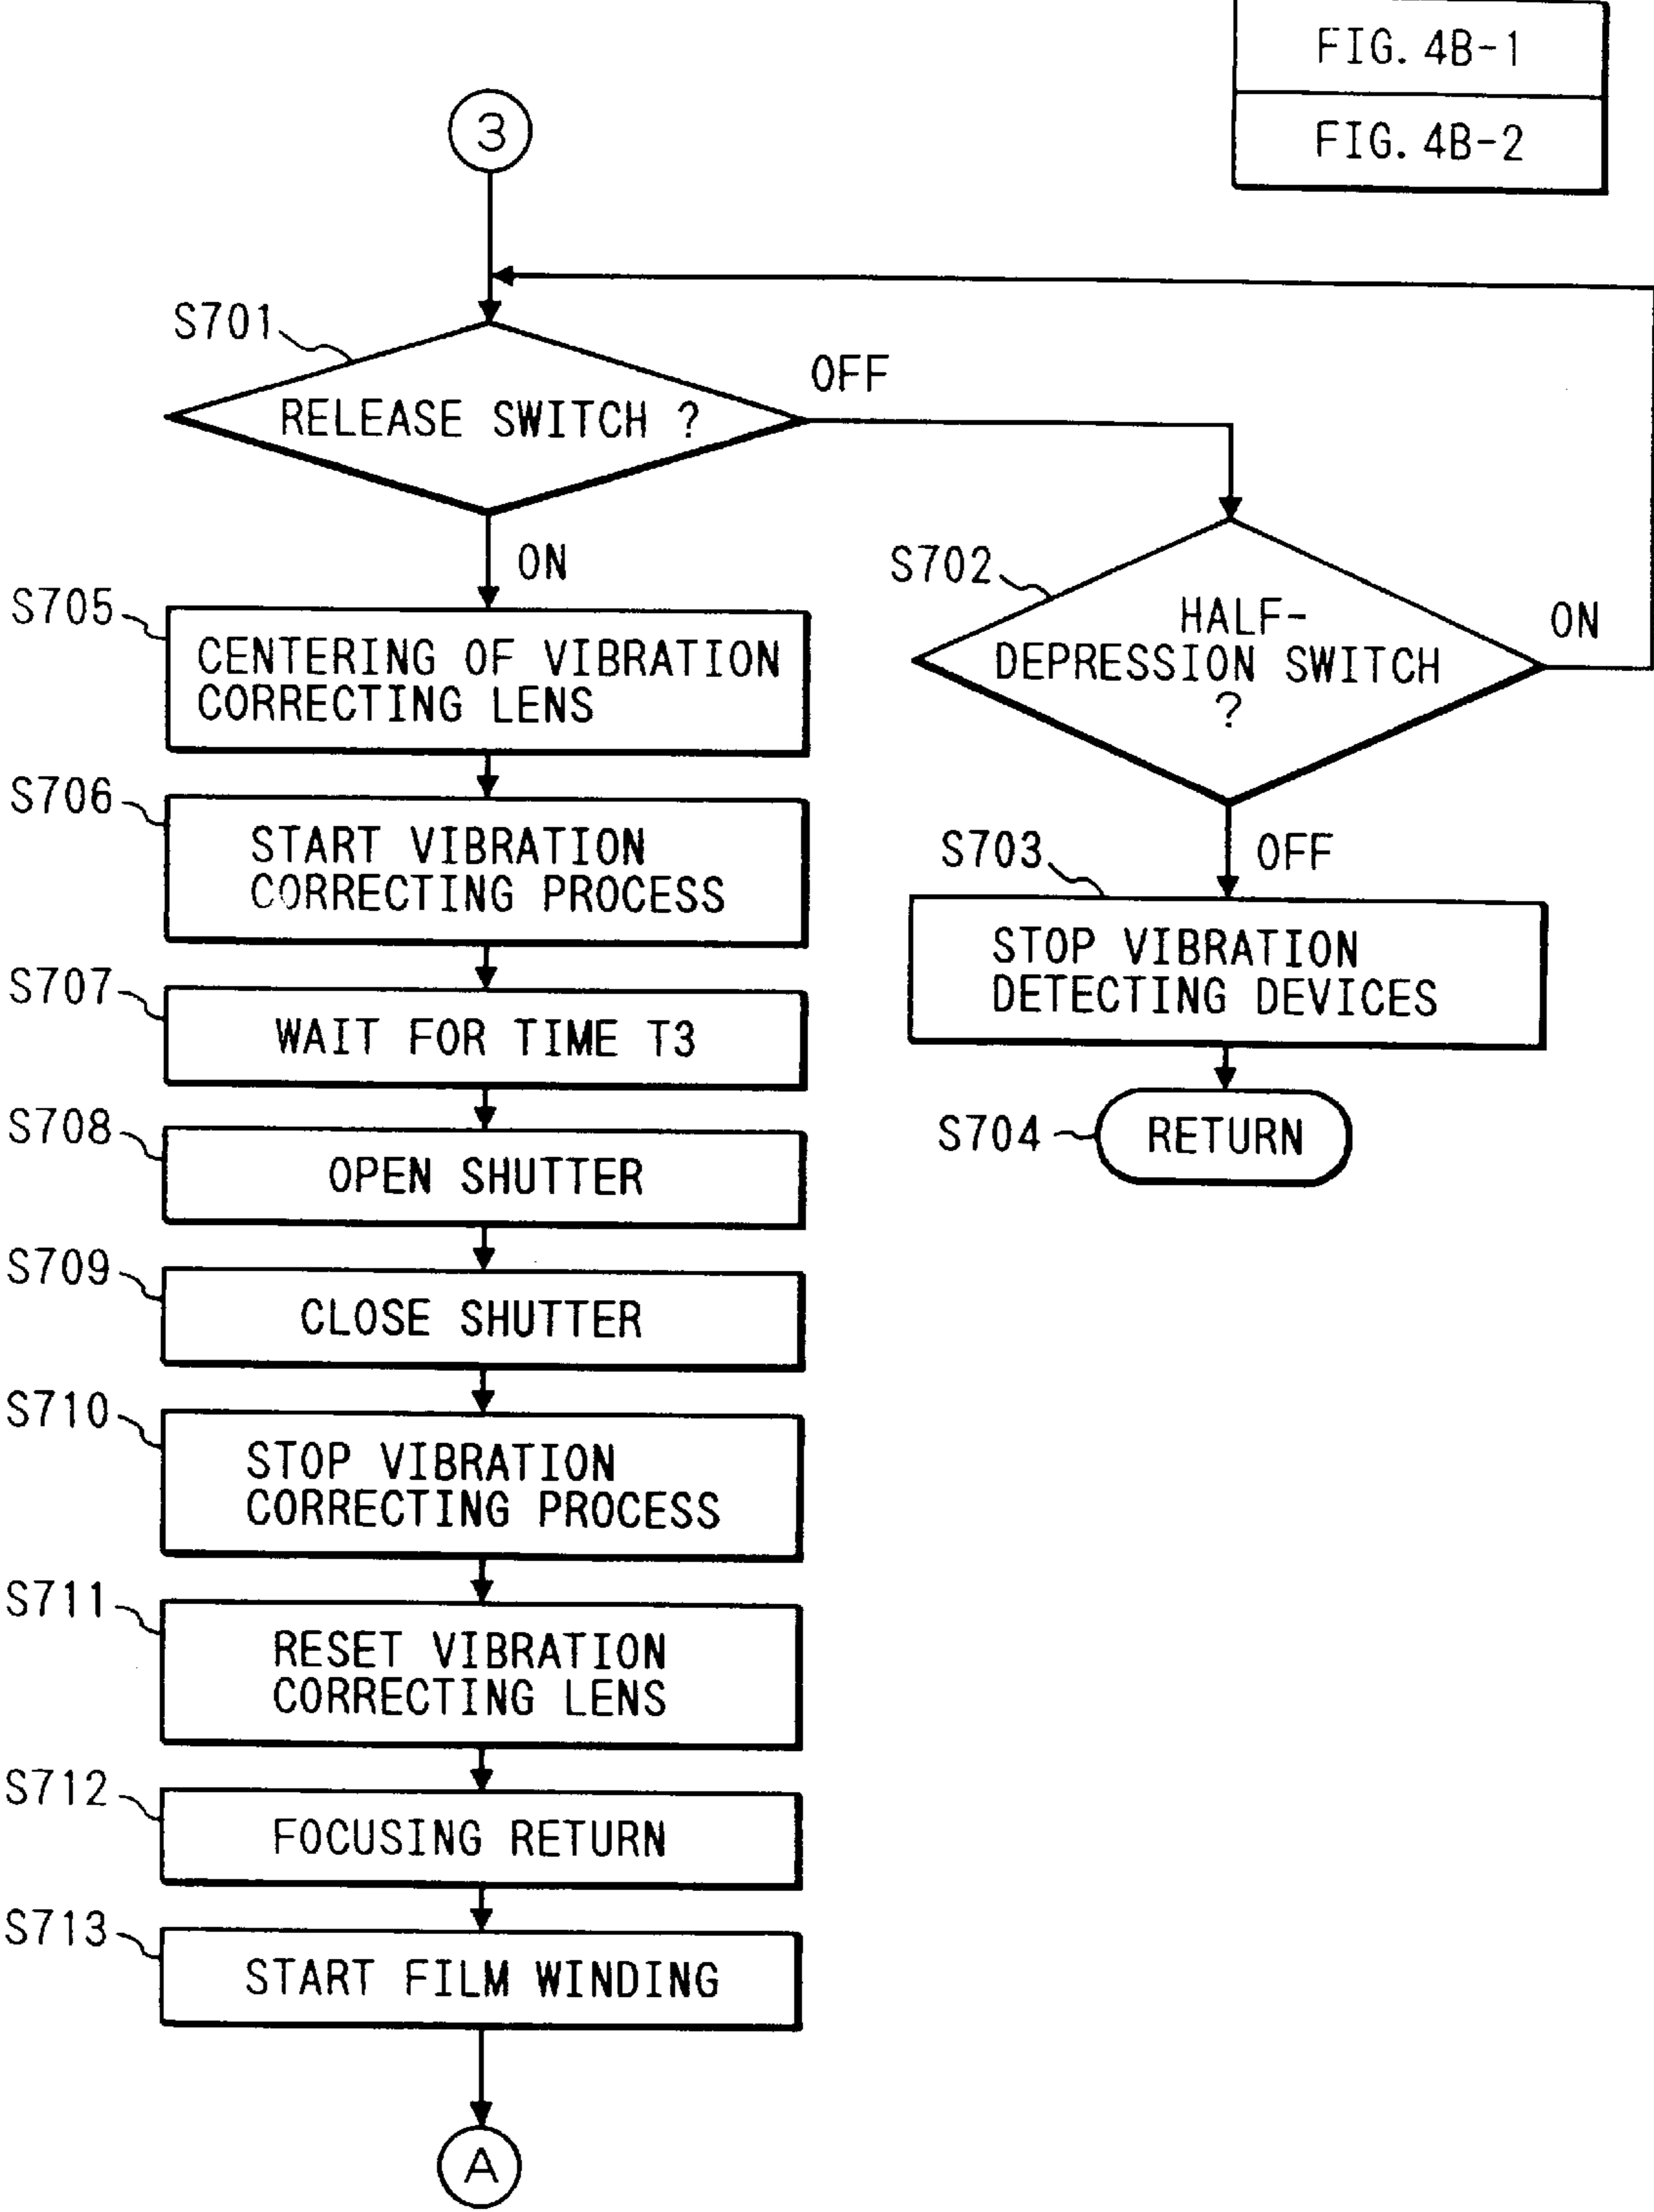 FIG. 4B-1
FIG. 4B-2
3
S701
RELEASE SWITCH ?
OFF
ON
S702
HALF-
DEPRESSION SWITCH
?
ON
OFF
S703
STOP VIBRATION
DETECTING DEVICES
S704
RETURN
S705
CENTERING OF VIBRATION
CORRECTING LENS
S706
START VIBRATION
CORRECTING PROCESS
S707
WAIT FOR TIME T3
S708
OPEN SHUTTER
S709
CLOSE SHUTTER
S710
STOP VIBRATION
CORRECTING PROCESS
S711
RESET VIBRATION
CORRECTING LENS
S712
FOCUSING RETURN
S713
START FILM WINDING
A